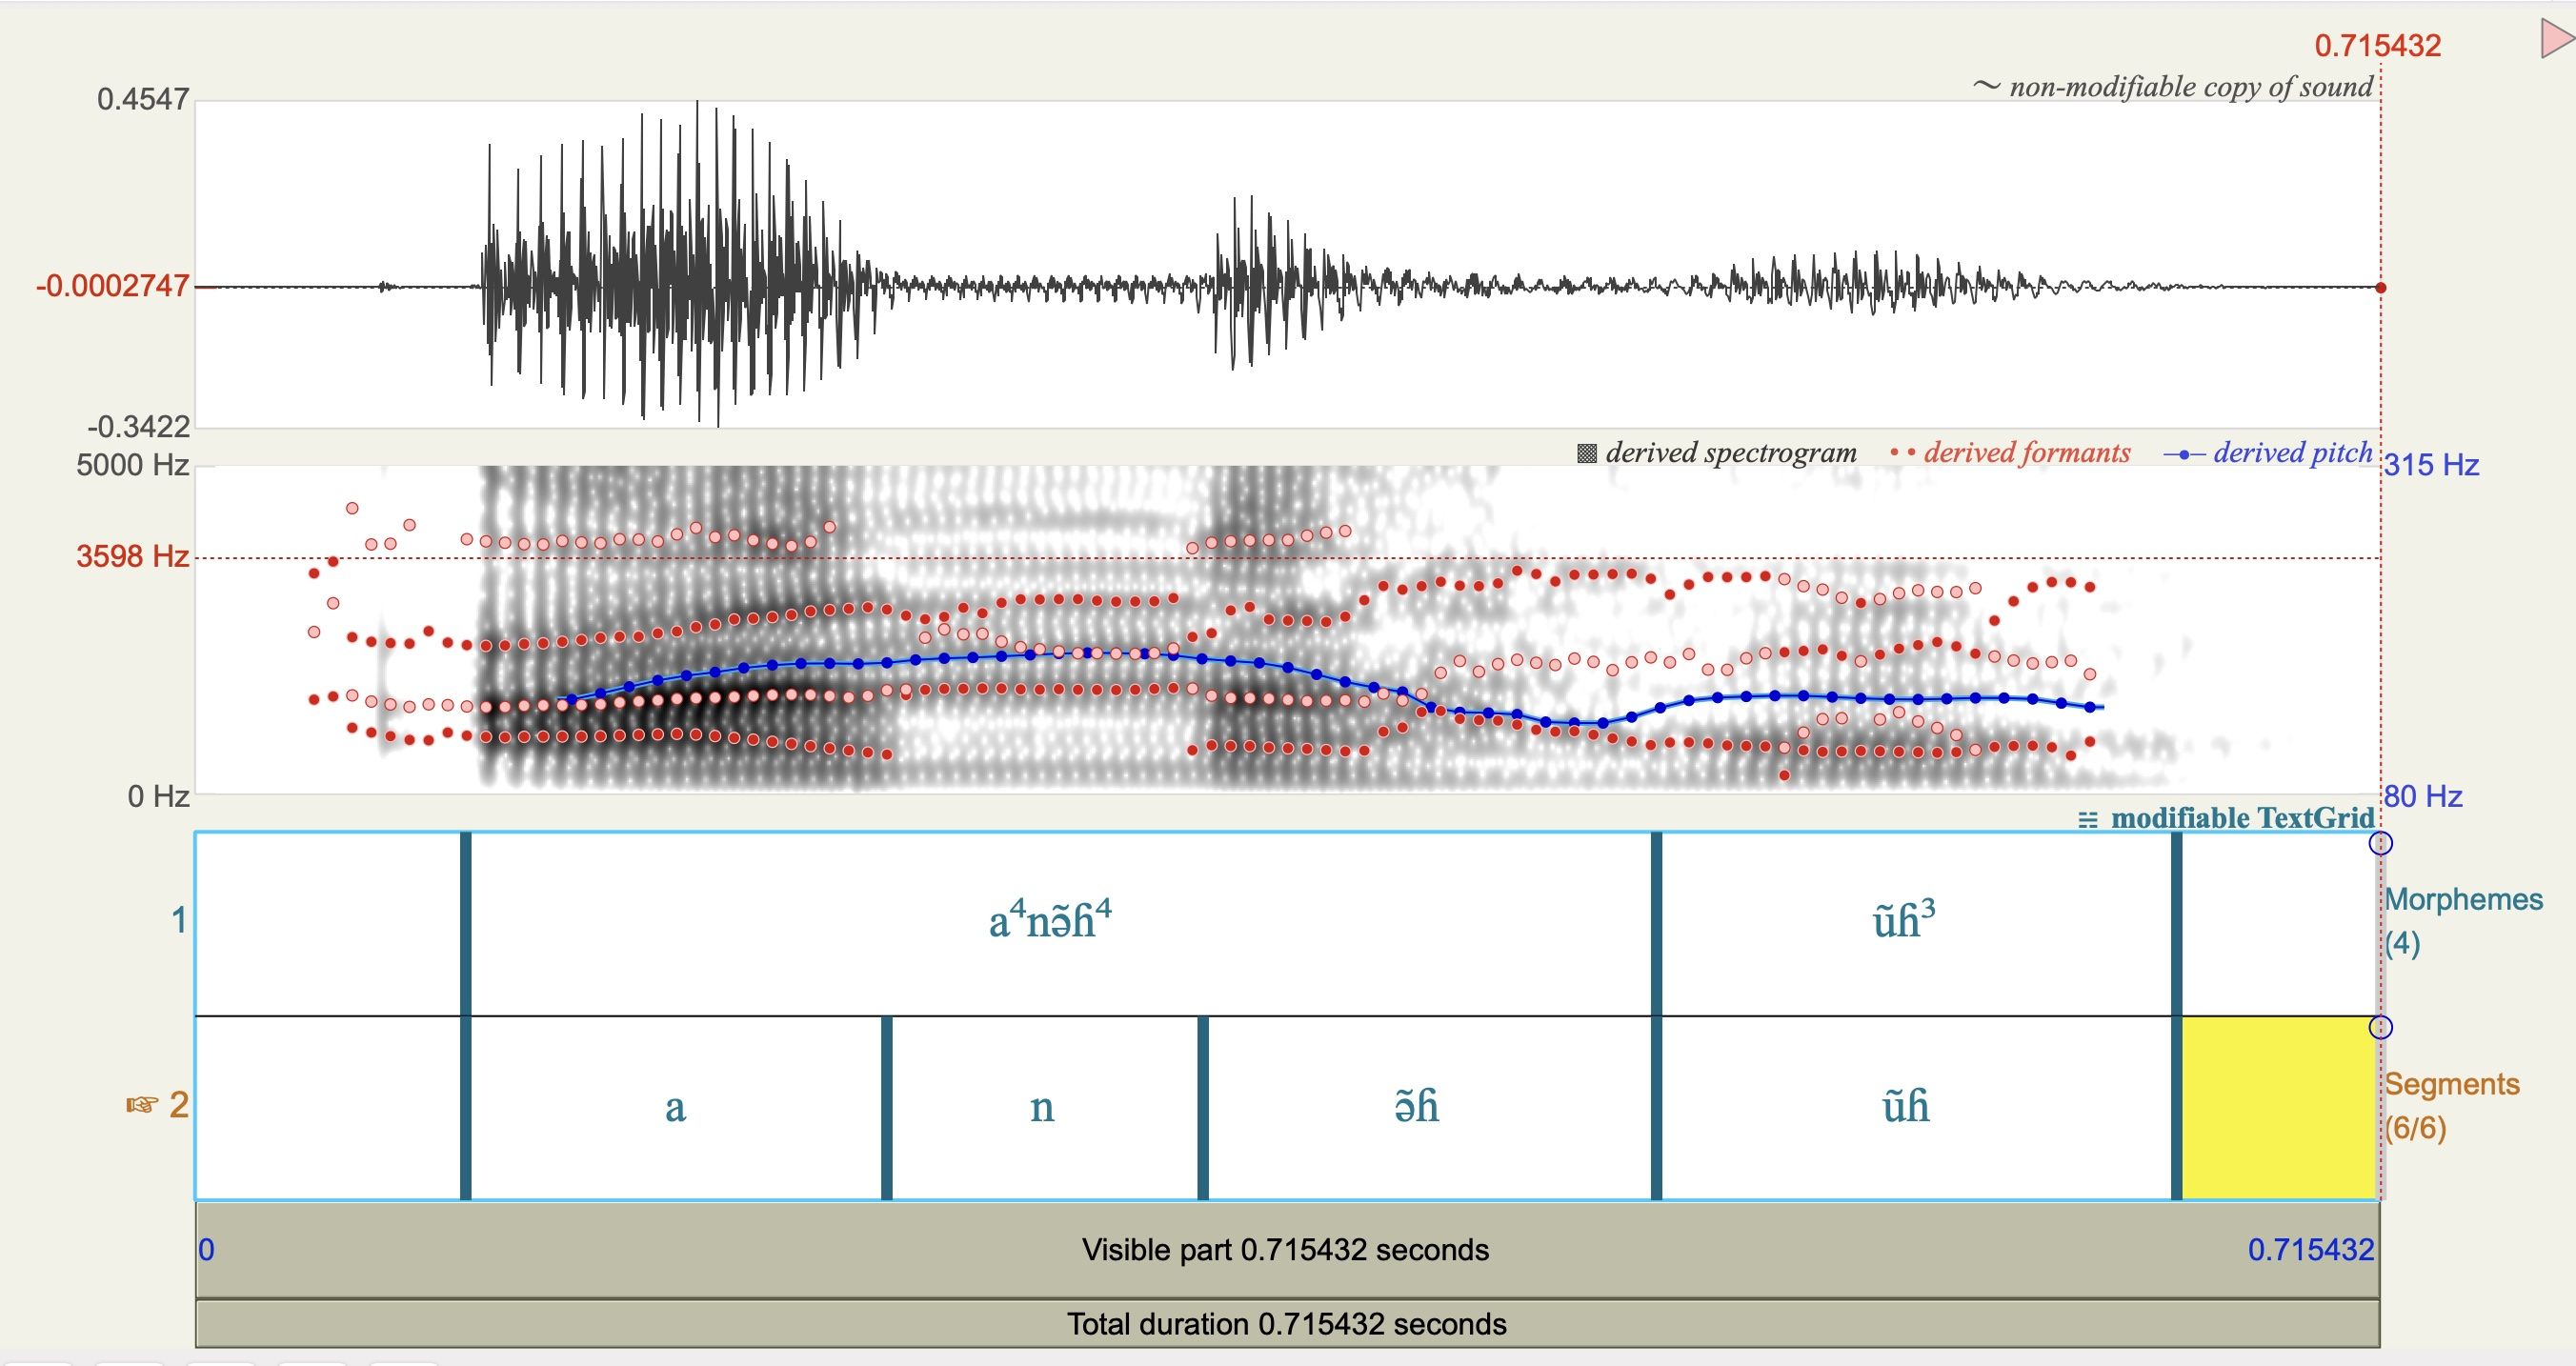 0.715432
0.4547
∼ non-modifiable copy of sound
-0.0002747
-0.3422
derived spectrogram derived formants derived pitch
5000 Hz
315 Hz
3598 Hz
0 Hz
80 Hz
modifiable TextGrid
1
a⁴nə̃ɦ⁴
ũɦ³
Morphemes
(4)
☞ 2
a
n
ə̃ɦ
ũɦ
Segments
(6/6)
0
Visible part 0.715432 seconds
0.715432
Total duration 0.715432 seconds